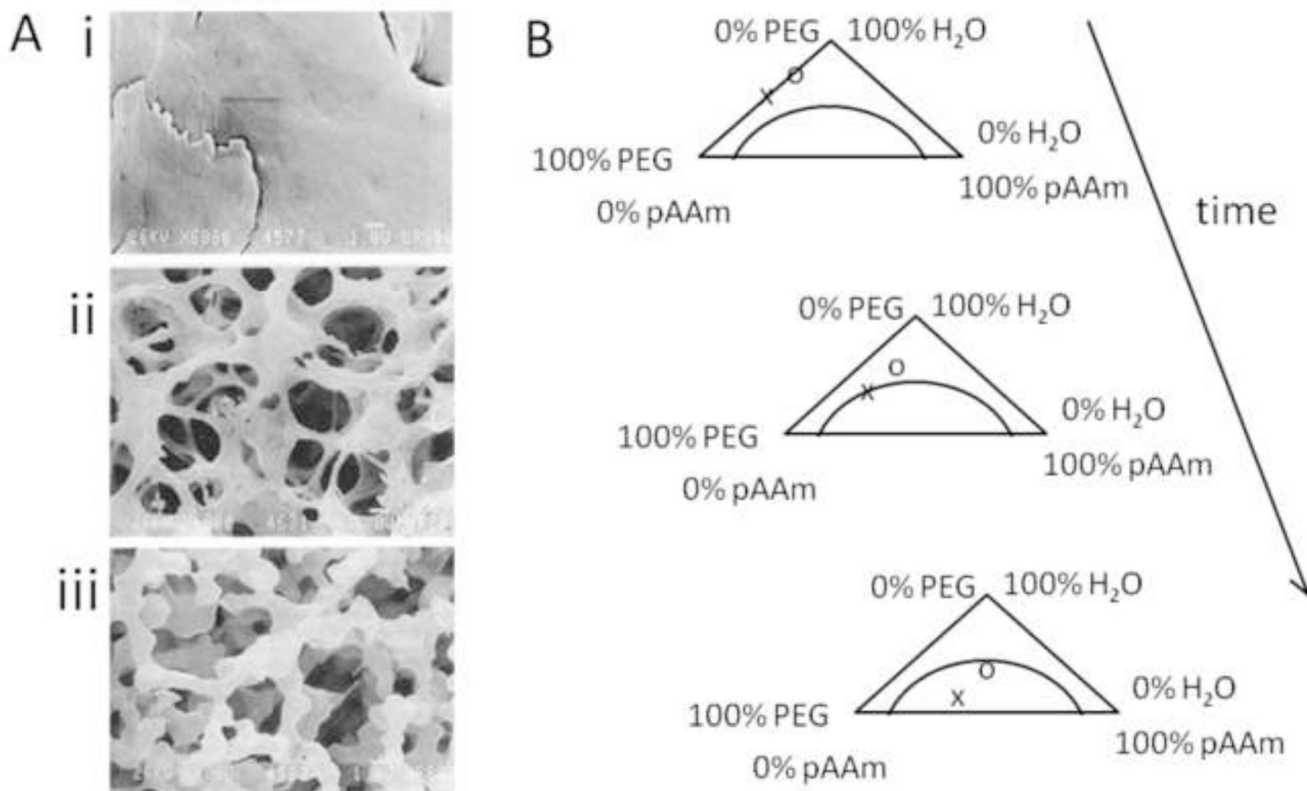 A
i
ii
iii
B
0% PEG 100% H₂O
0% H₂O
100% PEG
100% pAAm
0% pAAm
time
0% PEG 100% H₂O
0% H₂O
100% PEG
100% pAAm
0% pAAm
0% PEG 100% H₂O
0% H₂O
100% PEG
100% pAAm
0% pAAm
x
o
x
o
x
o